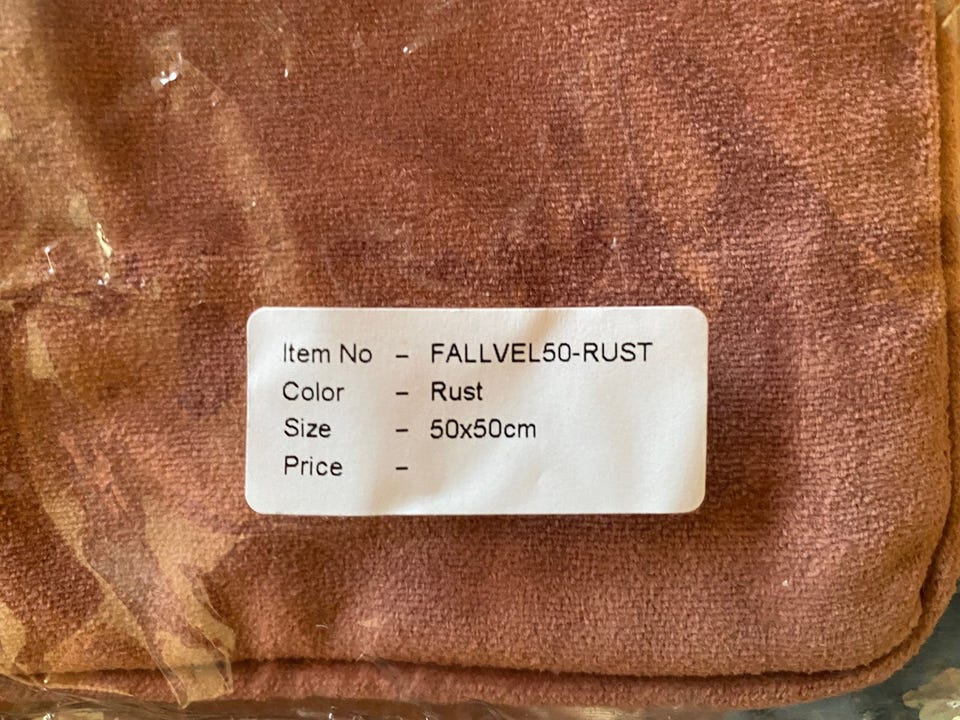 Item No – FALLVEL50-RUST
Color – Rust
Size – 50x50cm
Price –